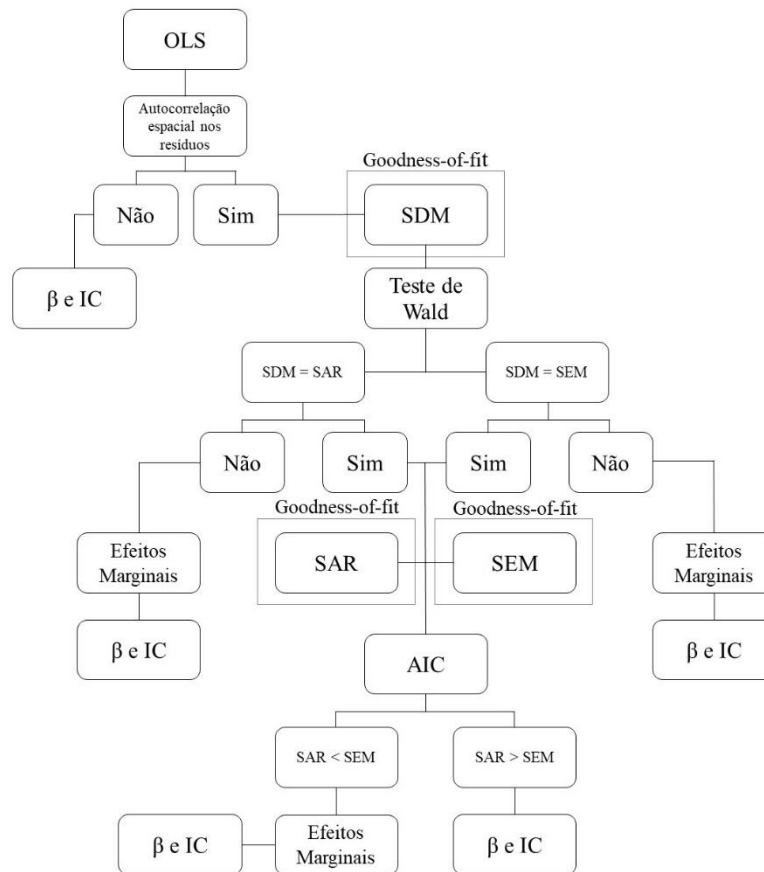 OLS
Autocorrelação
espacial nos
resíduos
Goodness-of-fit
Não
Sim
SDM
β e IC
Teste de
Wald
SDM = SAR
SDM = SEM
Não
Sim
Sim
Não
Goodness-of-fit
Goodness-of-fit
Efeitos
Marginais
SAR
SEM
Efeitos
Marginais
β e IC
β e IC
AIC
SAR < SEM
SAR > SEM
β e IC
Efeitos
Marginais
β e IC